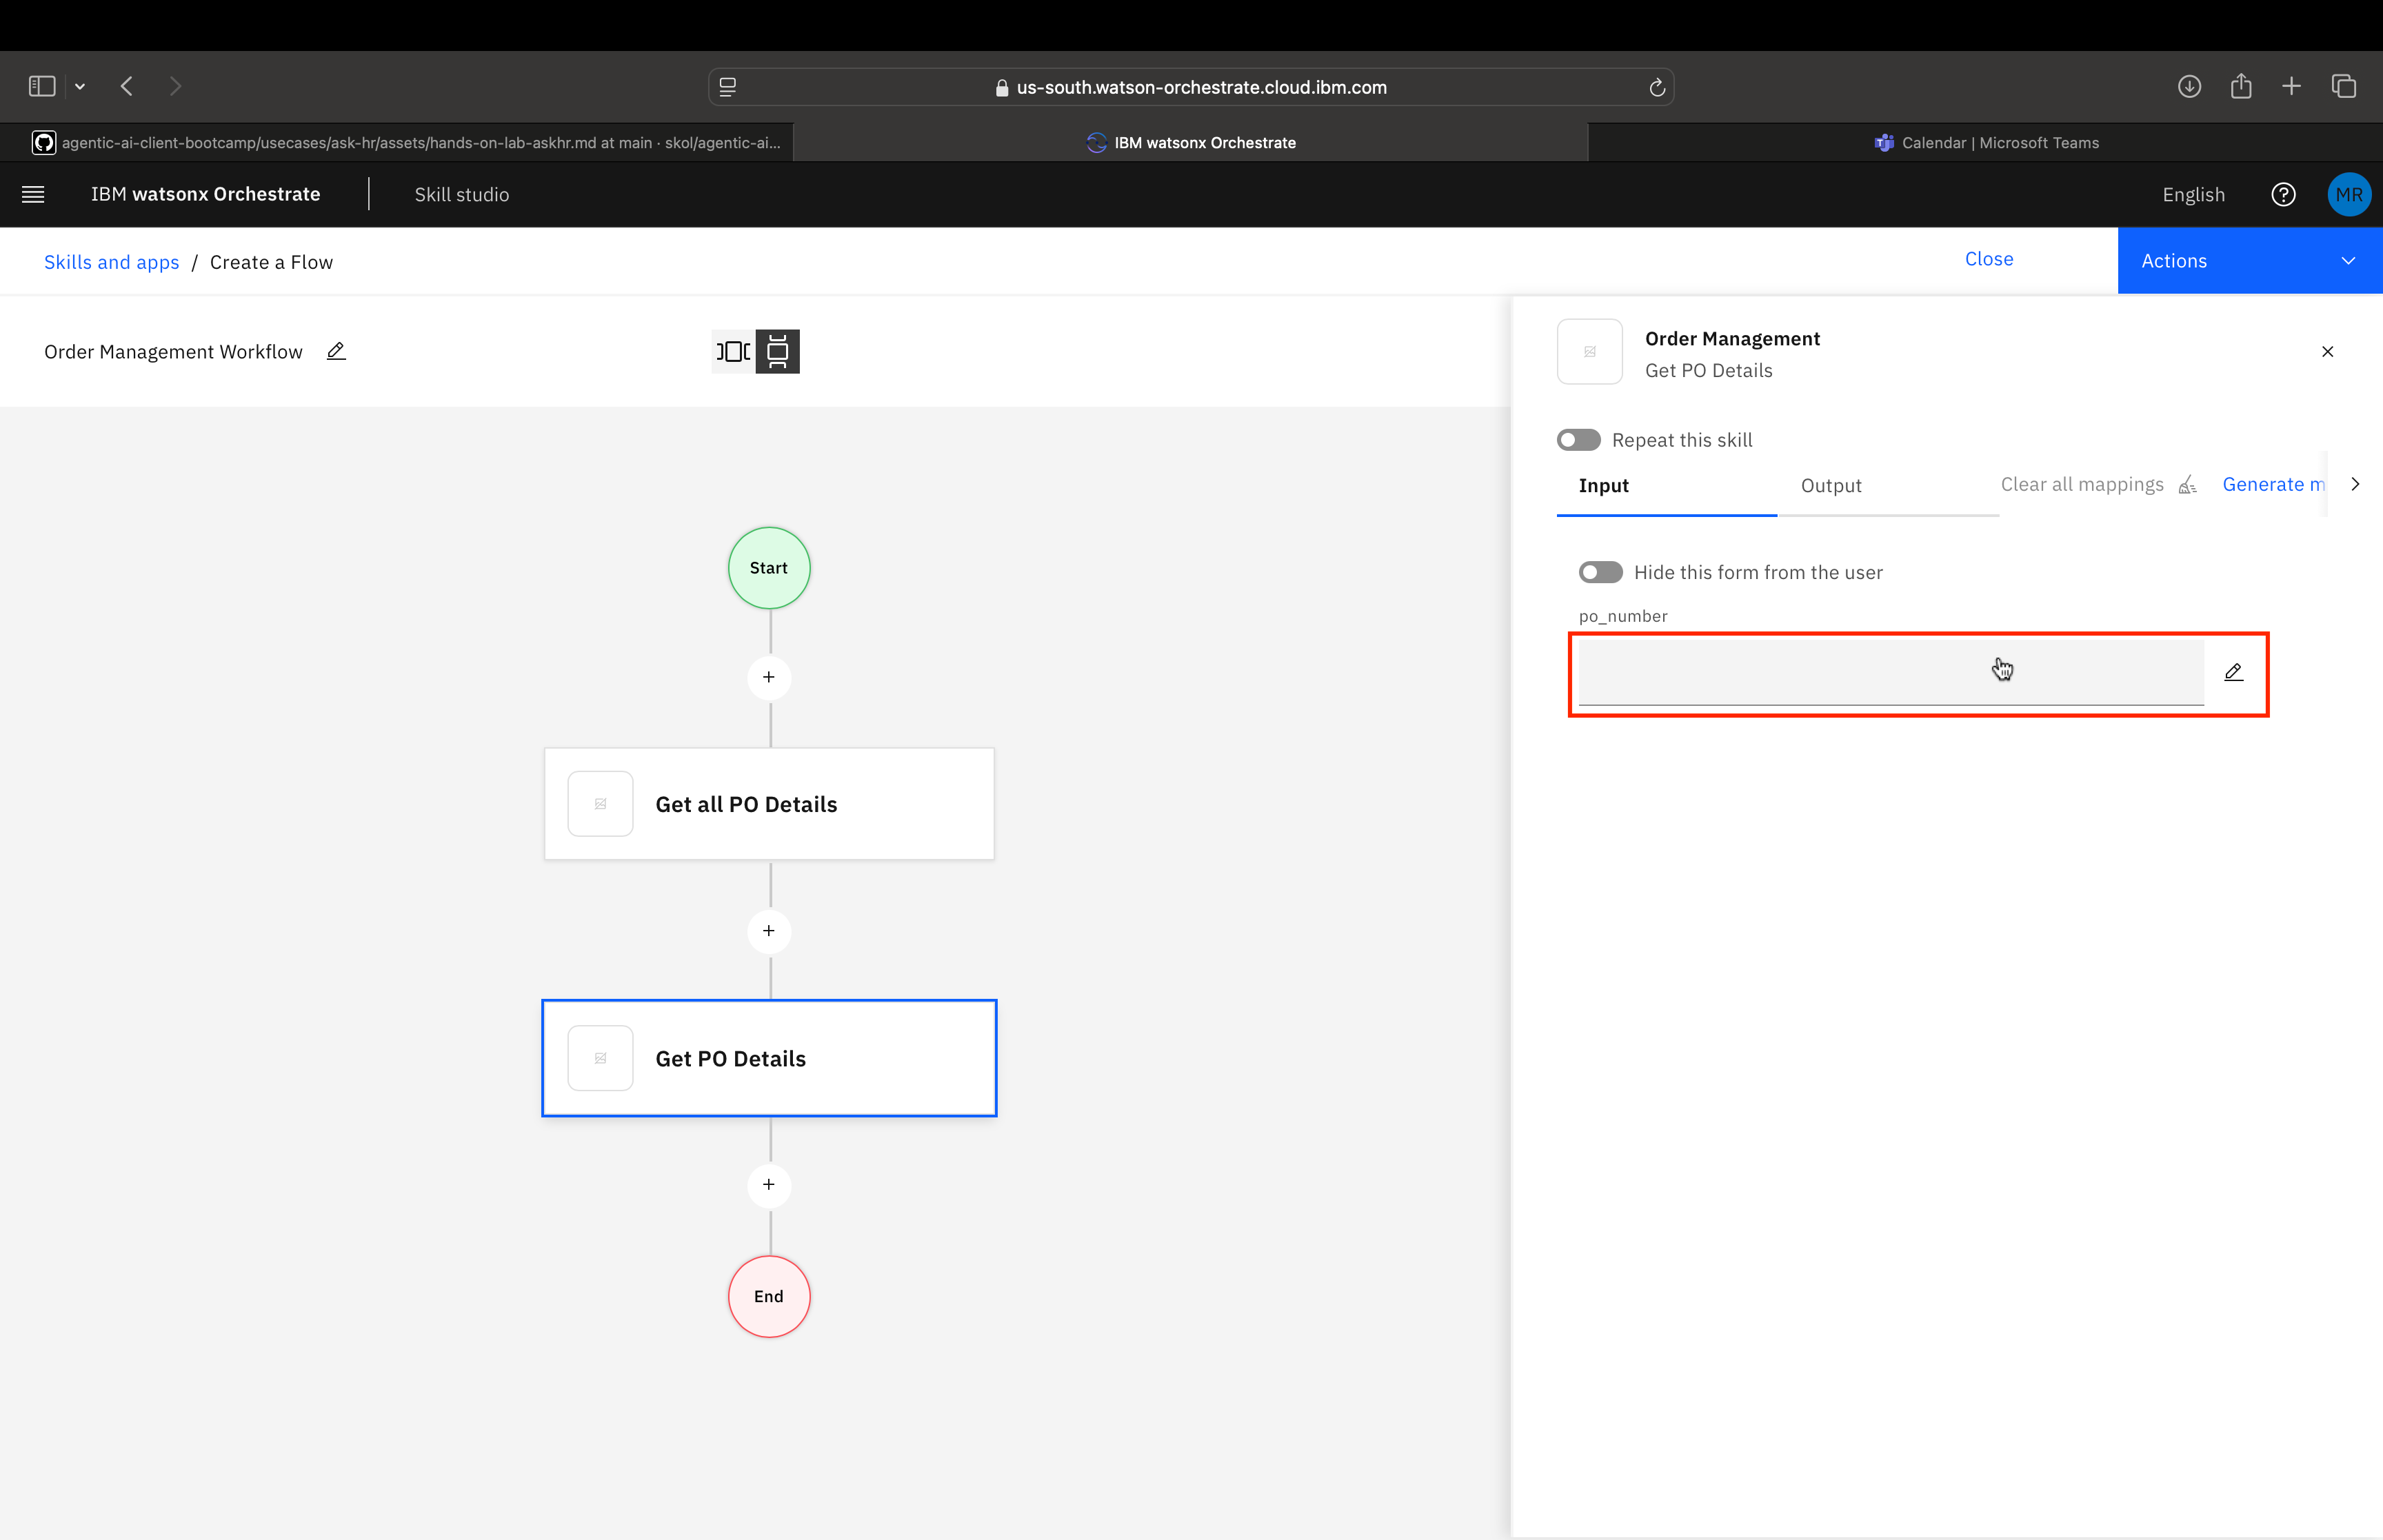 us-south.watson-orchestrate.cloud.ibm.com
agentic-ai-client-bootcamp/usecases/ask-hr/assets/hands-on-lab-askhr.md at main · skol/agentic-ai...
IBM watsonx Orchestrate
Calendar | Microsoft Teams
IBM watsonx Orchestrate
Skill studio
English
MR
Skills and apps / Create a Flow
Close
Actions
Order Management Workflow
Order Management
Get PO Details
Repeat this skill
Input
Output
Clear all mappings
Generate m
Hide this form from the user
po_number
Start
Get all PO Details
Get PO Details
End